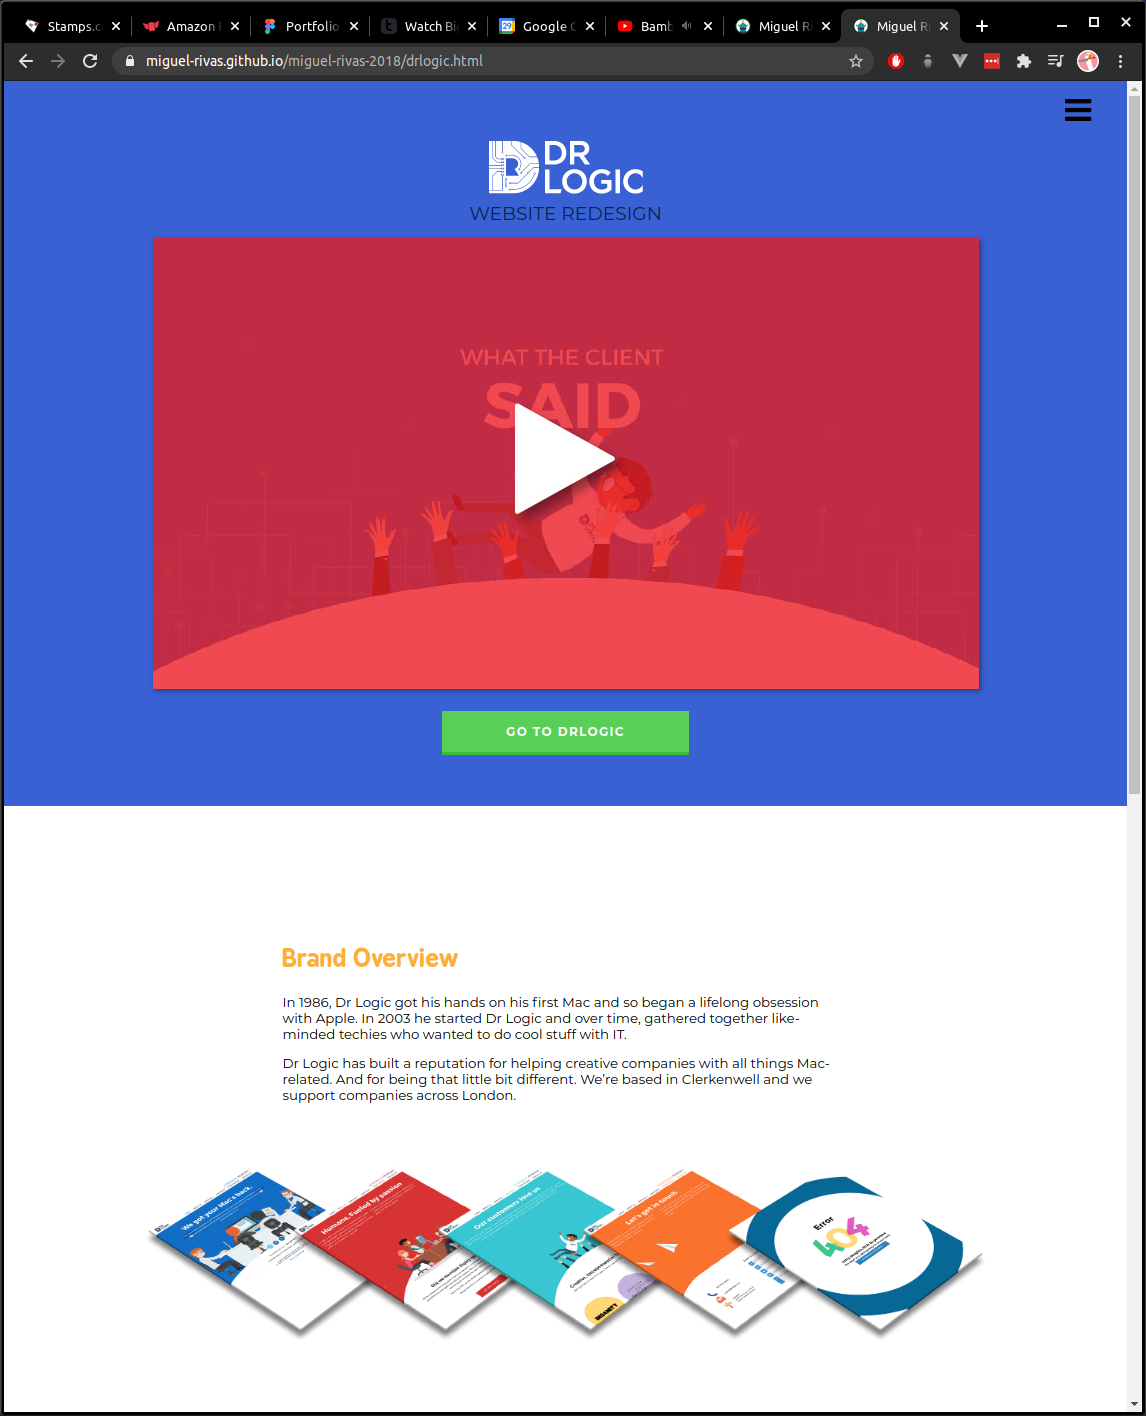 Stamps.c
Amazon
Portfolio
Watch Bi
Google C
Bamb
Miguel Ri
Miguel Ri
miguel-rivas.github.io/miguel-rivas-2018/drlogic.html
DR
LOGIC
WEBSITE REDESIGN
WHAT THE CLIENT
SAID
DR
LOGIC
GO TO DRLOGIC
Brand Overview
In 1986, Dr Logic got his hands on his first Mac and so began a lifelong obsession
with Apple. In 2003 he started Dr Logic and over time, gathered together like-
minded techies who wanted to do cool stuff with IT.
Dr Logic has built a reputation for helping creative companies with all things Mac-
related. And for being that little bit different. We’re based in Clerkenwell and we
support companies across London.
We got your Mac's back.
Humans. Fueled by passion
Our customers love us
INSANITY
Let's get in touch
Error
404